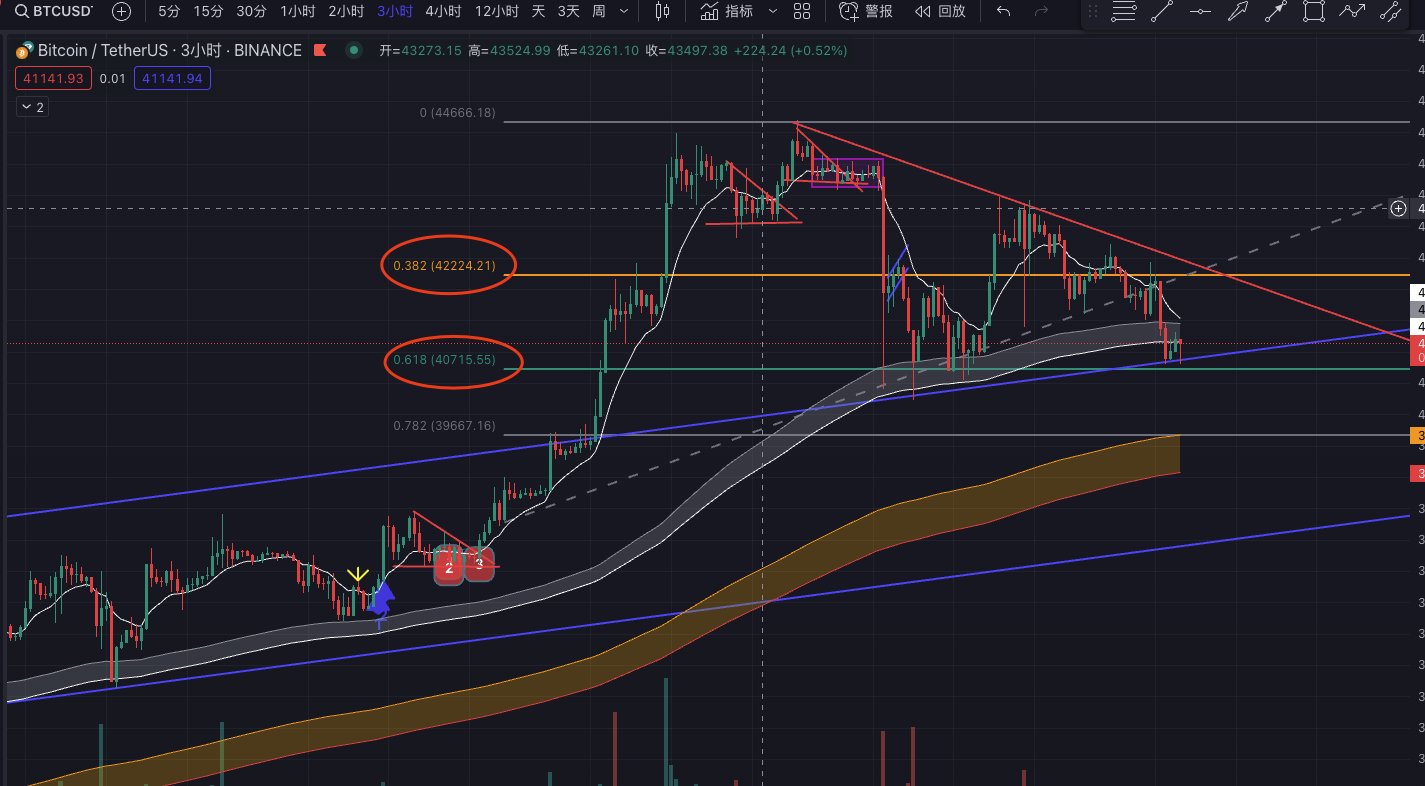 BTCUSDT 5分 15分 30分 1小时 2小时 3小时 4小时 12小时 天 3天 周 指标 警报 回放
Bitcoin / TetherUS · 3小时 · BINANCE 开=43273.15 高=43524.99 低=43261.10 收=43497.38 +224.24 (+0.52%)
41141.93 0.01 41141.94
2
0 (44666.18)
0.382 (42224.21)
0.618 (40715.55)
0.782 (39667.16)
2 3